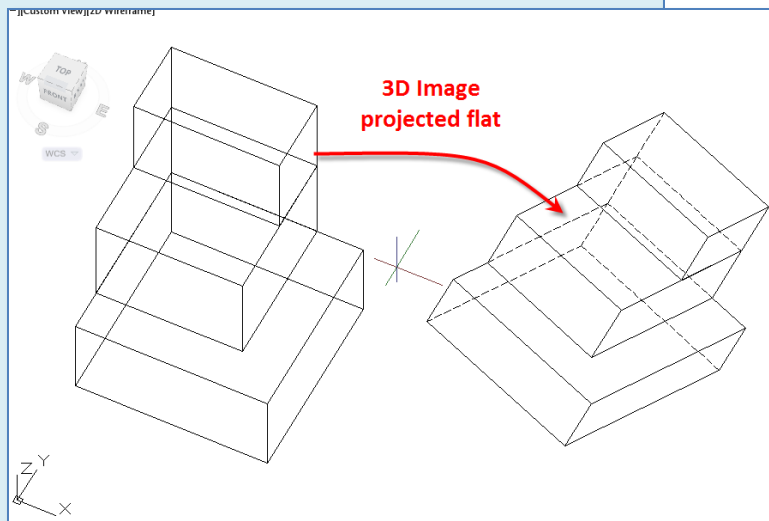 –][Custom View][2D Wireframe]
TOP
FRONT
W
E
S
WCS
3D Image
projected flat
Z
Y
X